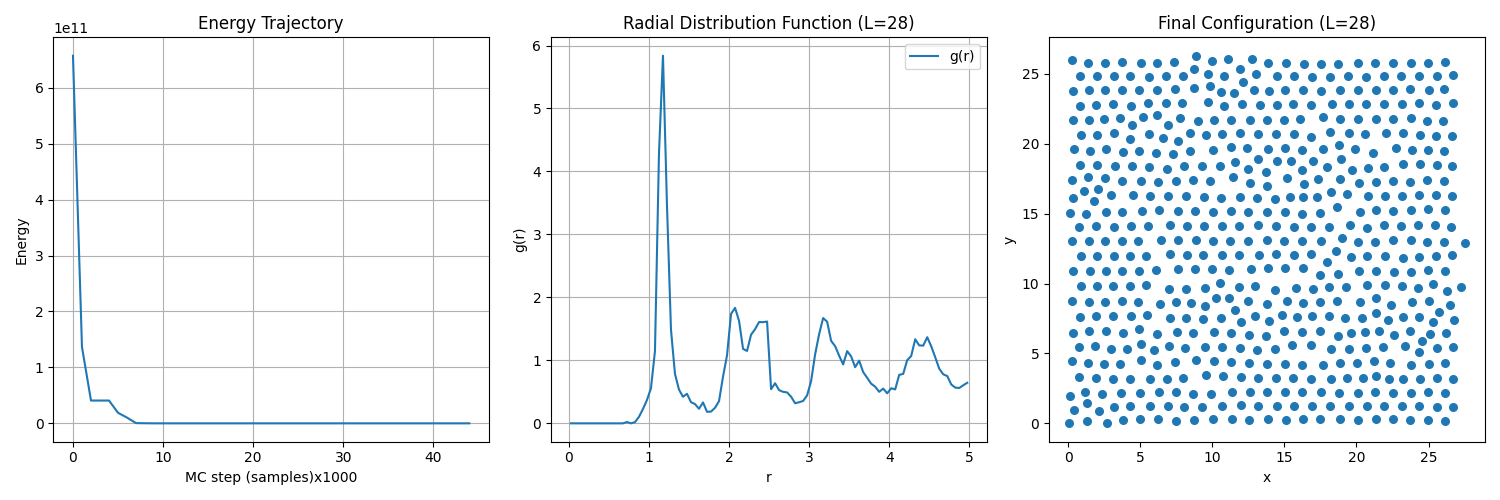 Energy Trajectory
1e11
6
5
4
3
2
1
0
Energy
0 10 20 30 40
MC step (samples)x1000
Radial Distribution Function (L=28)
g(r)
6
5
4
3
2
1
0
g(r)
0 1 2 3 4 5
r
Final Configuration (L=28)
25
20
15
10
5
0
y
0 5 10 15 20 25
x